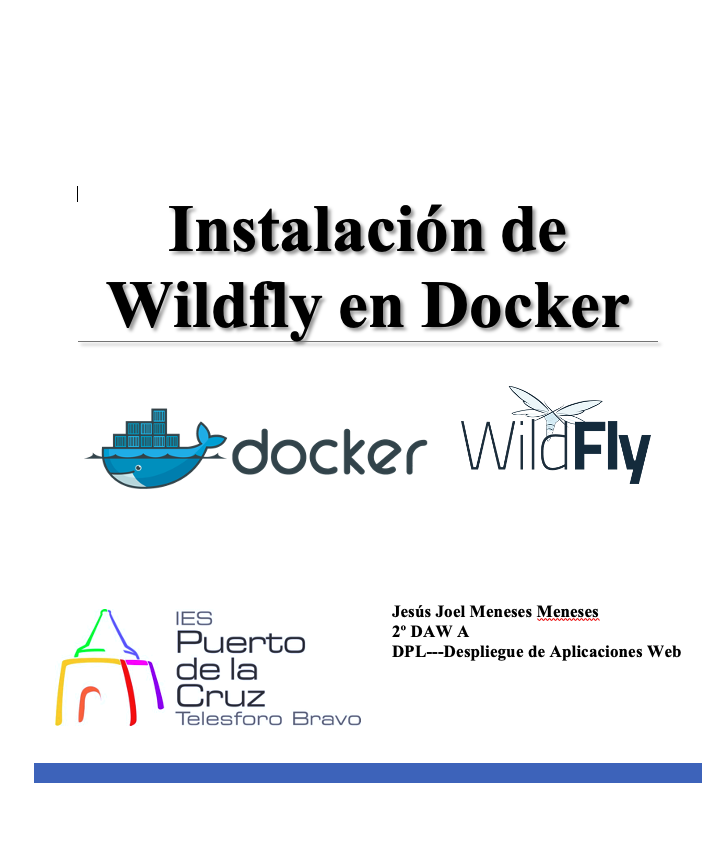 Instalación de
Wildfly en Docker
docker
WildFly
IES
Puerto
de la
Cruz
Telesforo Bravo
Jesús Joel Meneses Meneses
2º DAW A
DPL---Despliegue de Aplicaciones Web